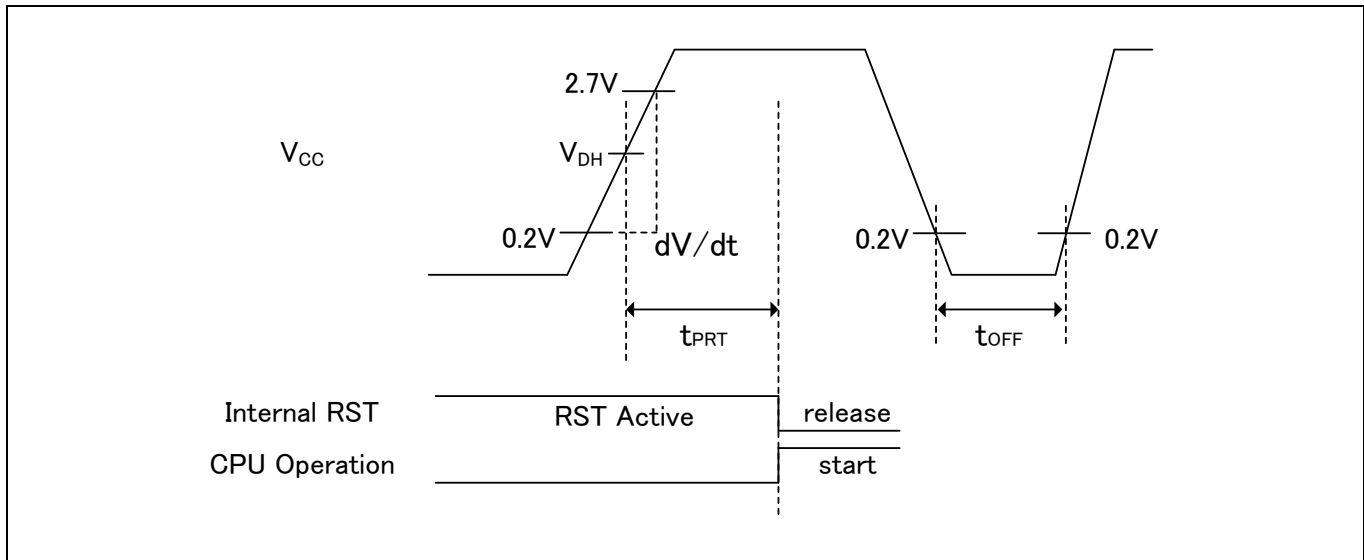 2.7V
VCC
VDH
0.2V
dV/dt
0.2V
0.2V
tPRT
tOFF
Internal RST
RST Active
release
CPU Operation
start